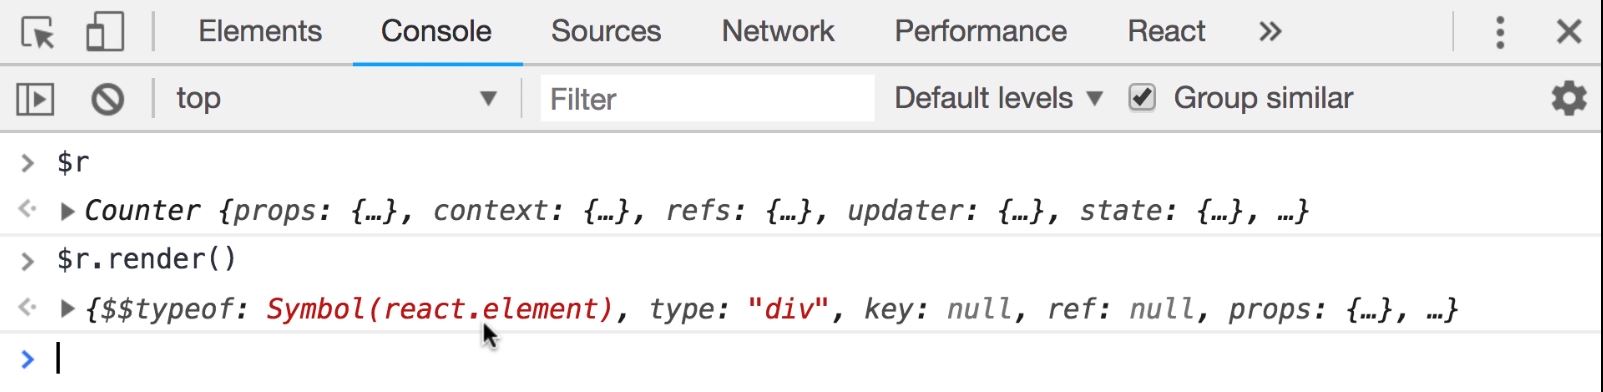 Elements Console Sources Network Performance React »
top ▼ Filter Default levels ▼ Group similar
> $r
Counter {props: {…}, context: {…}, refs: {…}, updater: {…}, state: {…}, …}
> $r.render()
{$$typeof: Symbol(react.element), type: "div", key: null, ref: null, props: {…}, …}
>